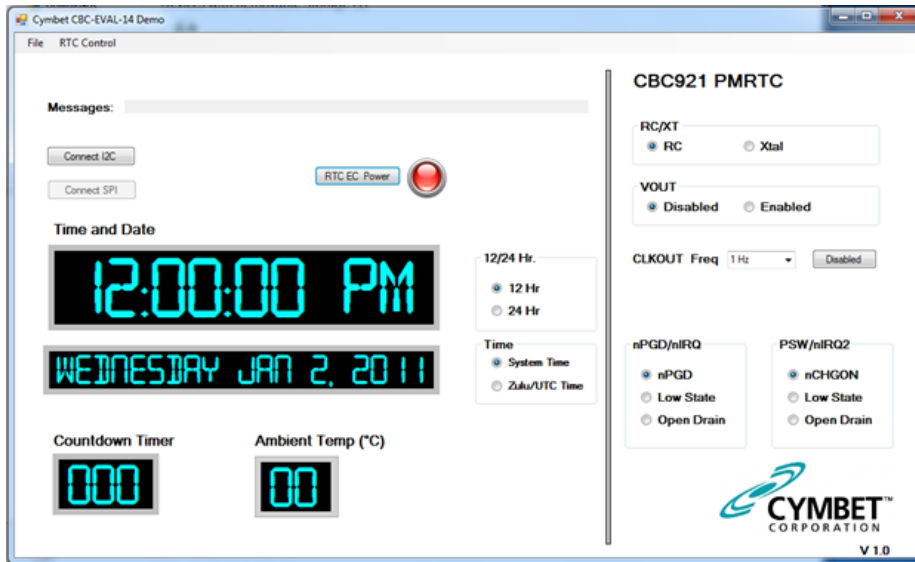 Cymbet CBC-EVAL-14 Demo
File RTC Control
Messages:
Connect I2C
Connect SPI
RTC EC Power
Time and Date
12:00:00 PM
WEDNESDAY JAN 2, 2011
12/24 Hr.
12 Hr
24 Hr
Time
System Time
Zulu/UTC Time
Countdown Timer
000
Ambient Temp (°C)
00
CBC921 PMRTC
RC/XT
RC Xtal
VOUT
Disabled Enabled
CLKOUT Freq 1 Hz Disabled
nPGD/nIRQ
nPGD
Low State
Open Drain
PSW/nIRQ2
nCHGON
Low State
Open Drain
CYMBET™
CORPORATION
V 1.0